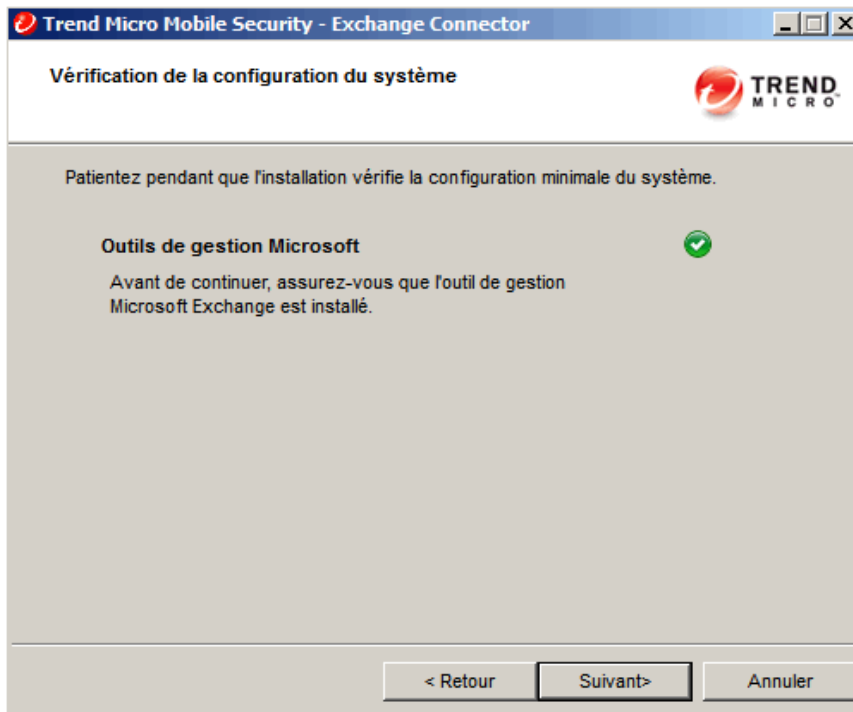 Trend Micro Mobile Security - Exchange Connector
Vérification de la configuration du système
TREND
MICRO™
Patientez pendant que l'installation vérifie la configuration minimale du système.
Outils de gestion Microsoft
Avant de continuer, assurez-vous que l'outil de gestion
Microsoft Exchange est installé.
< Retour
Suivant>
Annuler